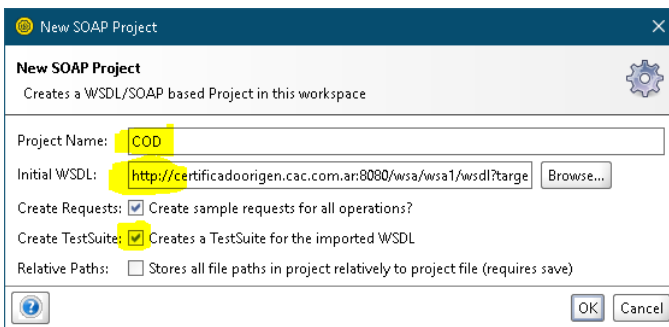 New SOAP Project
New SOAP Project
Creates a WSDL/SOAP based Project in this workspace
Project Name: COD
Initial WSDL: http://certificadoorigen.cac.com.ar:8080/wsa/wsa1/wsdl?targe Browse...
Create Requests: Create sample requests for all operations?
Create TestSuite: Creates a TestSuite for the imported WSDL
Relative Paths: Stores all file paths in project relatively to project file (requires save)
? OK Cancel